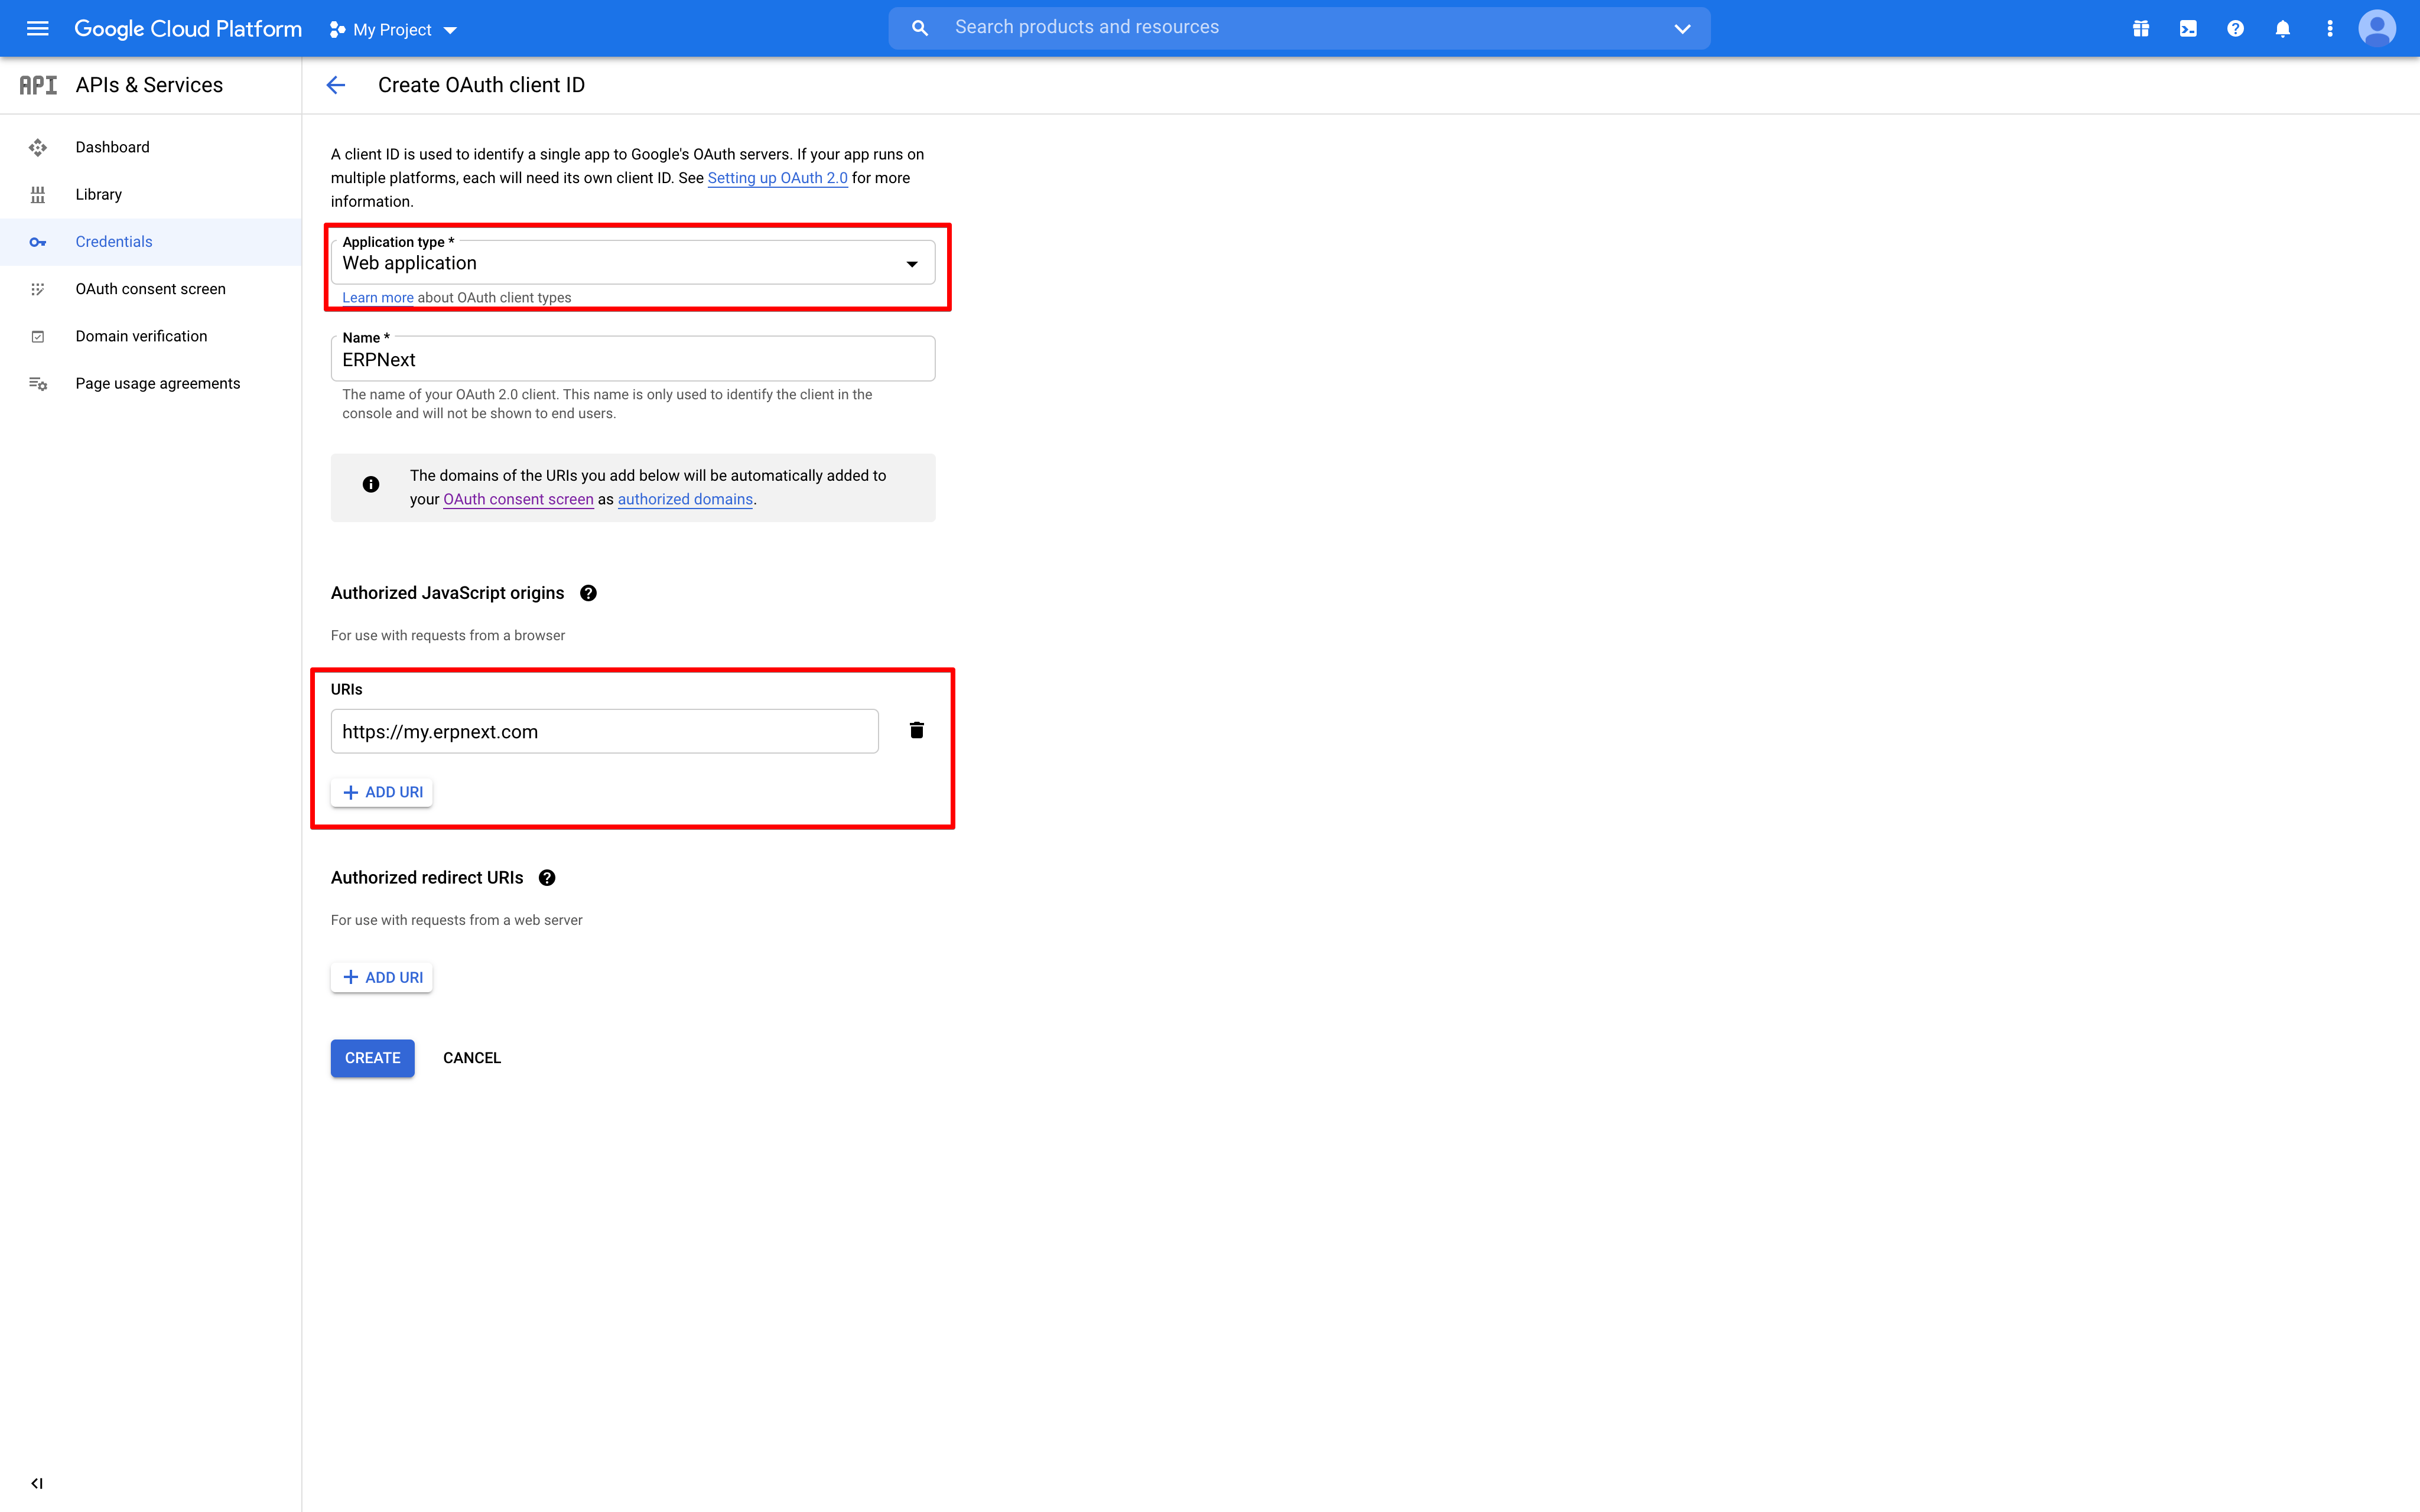 Google Cloud Platform
My Project
Search products and resources
API APIs & Services
Create OAuth client ID
Dashboard
Library
Credentials
OAuth consent screen
Domain verification
Page usage agreements
A client ID is used to identify a single app to Google's OAuth servers. If your app runs on
multiple platforms, each will need its own client ID. See Setting up OAuth 2.0 for more
information.
Application type *
Web application
Learn more about OAuth client types
Name *
ERPNext
The name of your OAuth 2.0 client. This name is only used to identify the client in the
console and will not be shown to end users.
The domains of the URIs you add below will be automatically added to
your OAuth consent screen as authorized domains.
Authorized JavaScript origins
For use with requests from a browser
URIs
https://my.erpnext.com
ADD URI
Authorized redirect URIs
For use with requests from a web server
ADD URI
CREATE CANCEL